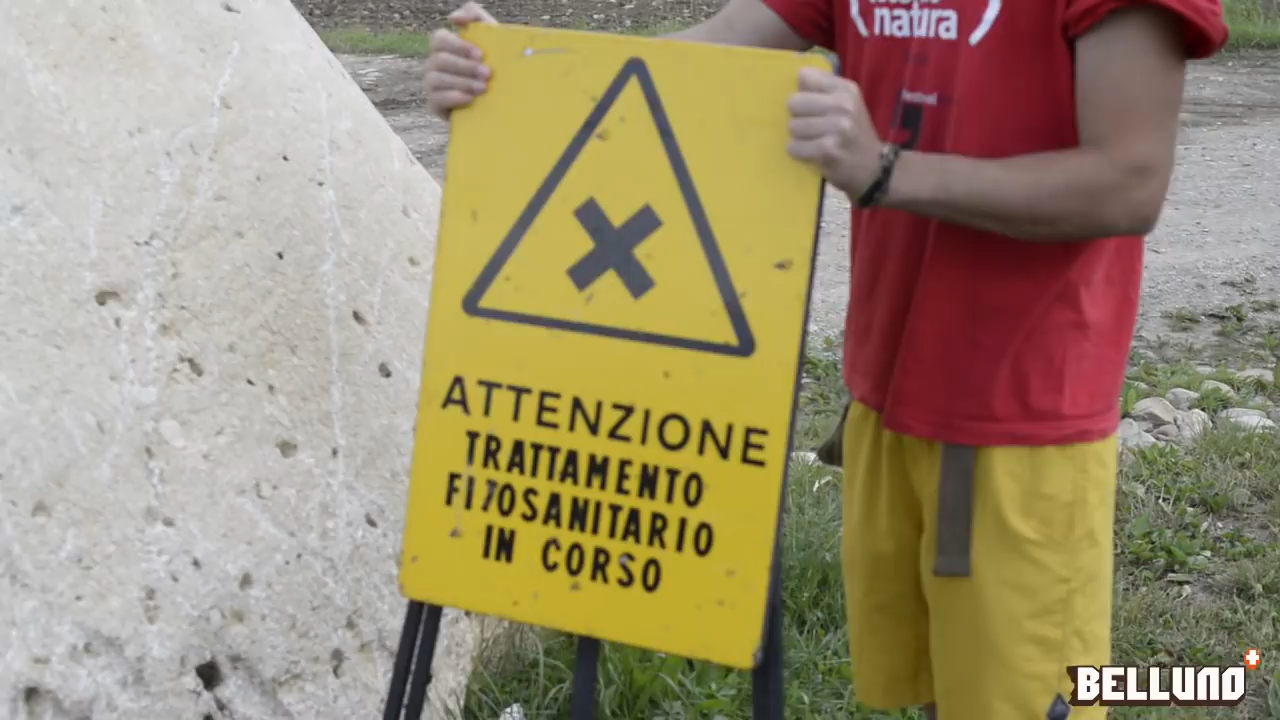 natura
ATTENZIONE
TRATTAMENTO
FITOSANITARIO
IN CORSO
BELLUNO